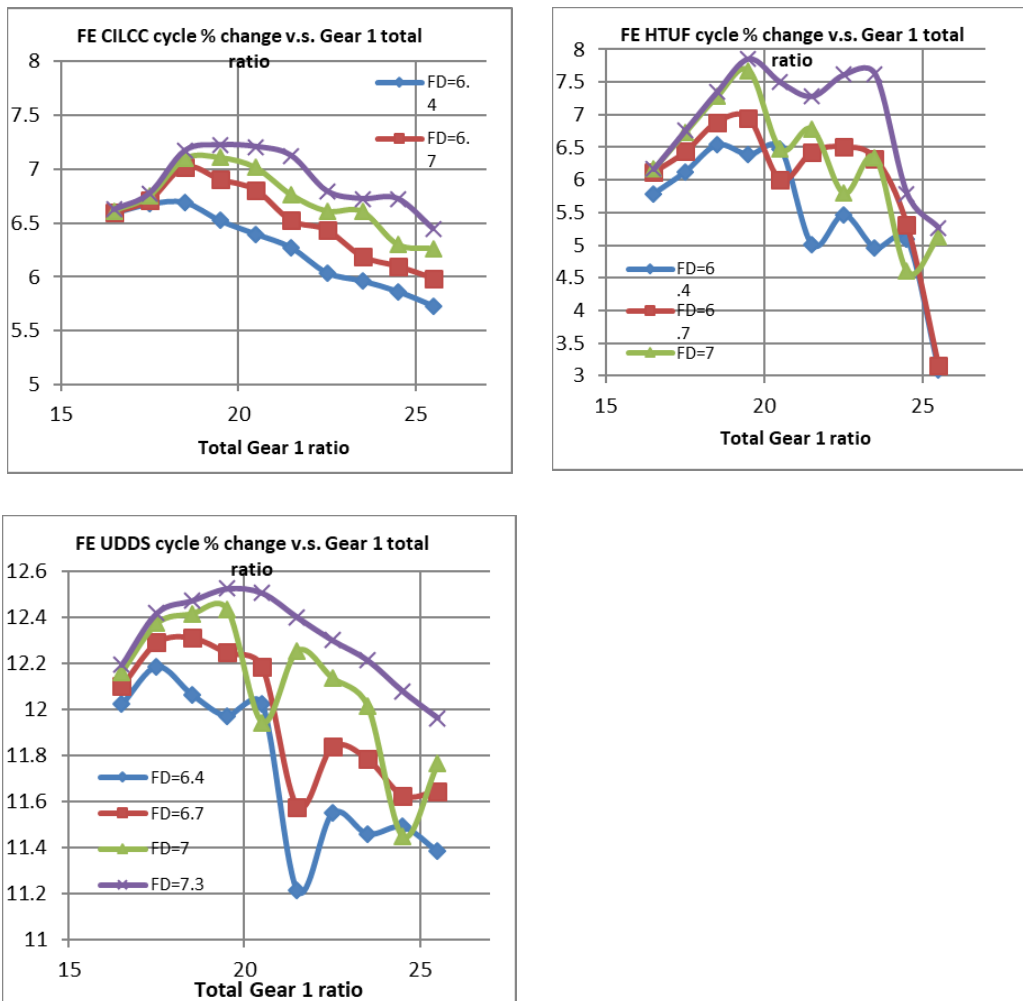 FE CILCC cycle % change v.s. Gear 1 total
ratio
8
7.5
7
6.5
6
5.5
5
15
20
25
Total Gear 1 ratio
FD=6.
4
FD=6.
7
FE HTUF cycle % change v.s. Gear 1 total
ratio
8
7.5
7
6.5
6
5.5
5
4.5
4
3.5
3
15
20
25
Total Gear 1 ratio
FD=6
.4
FD=6
.7
FD=7
FE UDDS cycle % change v.s. Gear 1 total
ratio
12.6
12.4
12.2
12
11.8
11.6
11.4
11.2
11
15
20
25
Total Gear 1 ratio
FD=6.4
FD=6.7
FD=7
FD=7.3